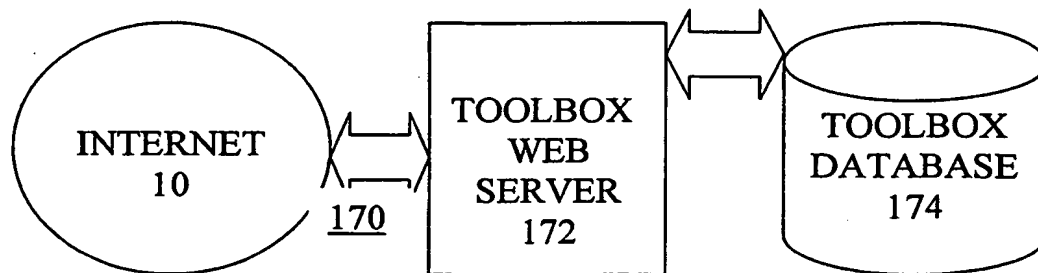 INTERNET
10
170
TOOLBOX
WEB
SERVER
172
TOOLBOX
DATABASE
174